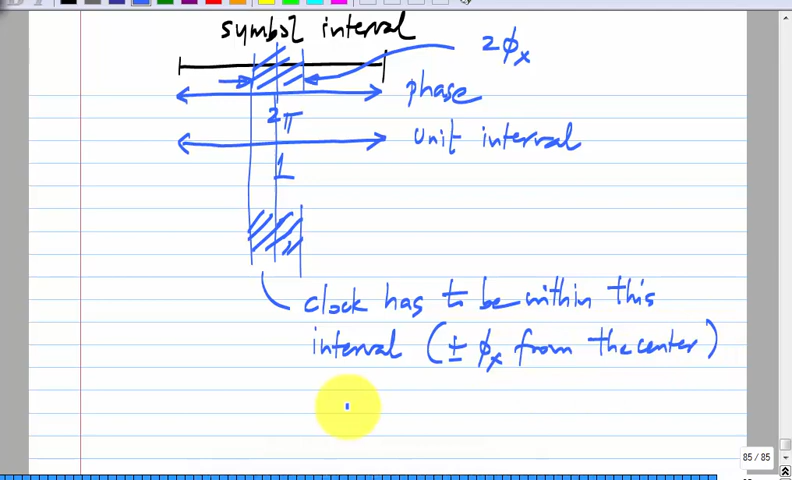 symbol interval
2φx
phase
2π
unit interval
1
clock has to be within this
interval (± φx from the center)
85 / 85